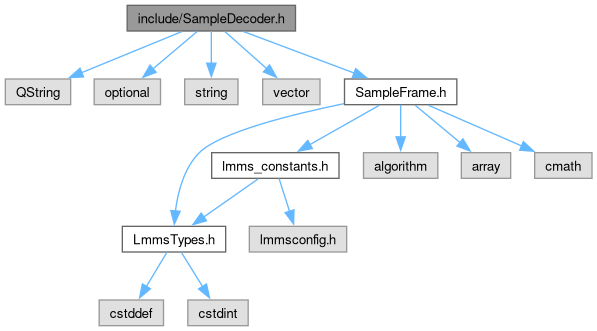 include/SampleDecoder.h
QString
optional
string
vector
SampleFrame.h
lmms_constants.h
algorithm
array
cmath
LmmsTypes.h
lmmsconfig.h
cstddef
cstdint